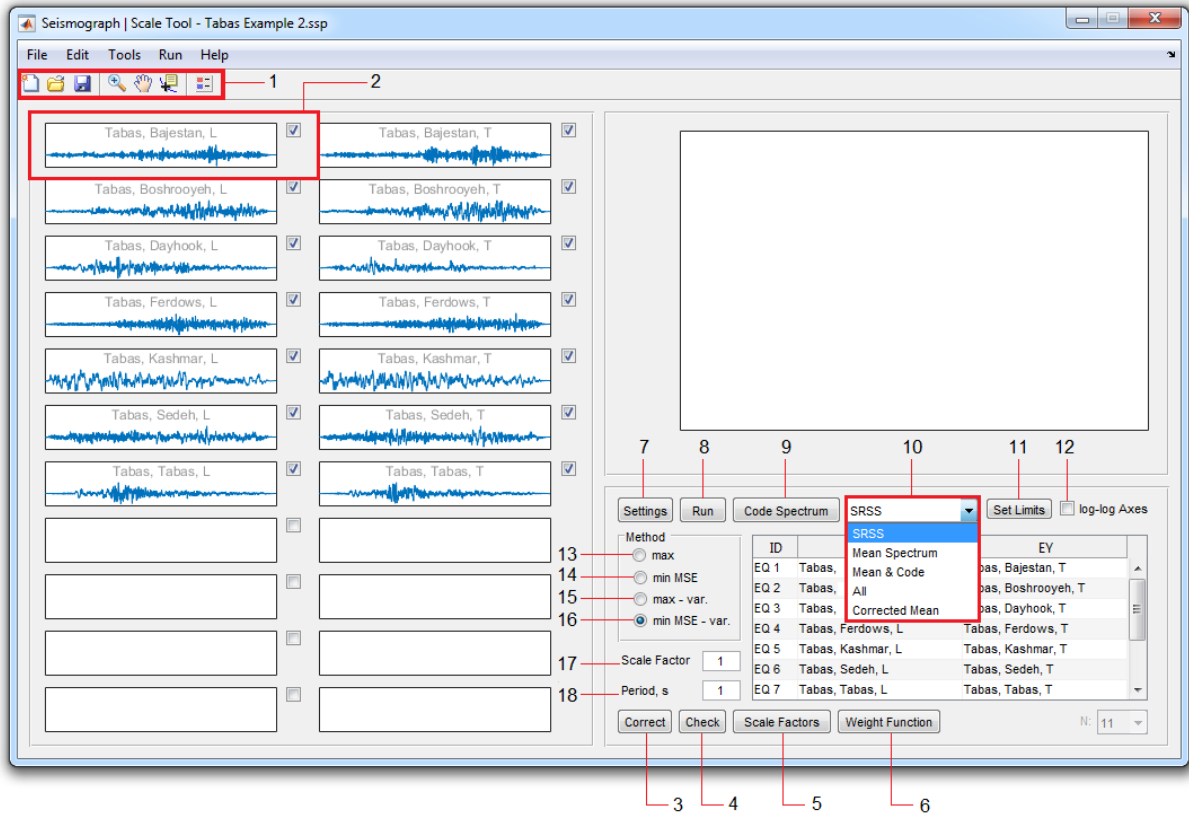 Seismograph | Scale Tool - Tabas Example 2.ssp
File Edit Tools Run Help
1
2
Tabas, Bajestan, L
Tabas, Bajestan, T
Tabas, Boshrooyeh, L
Tabas, Boshrooyeh, T
Tabas, Dayhook, L
Tabas, Dayhook, T
Tabas, Ferdows, L
Tabas, Ferdows, T
Tabas, Kashmar, L
Tabas, Kashmar, T
Tabas, Sedeh, L
Tabas, Sedeh, T
Tabas, Tabas, L
Tabas, Tabas, T
7 8 9 10 11 12
Settings Run Code Spectrum SRSS Set Limits log-log Axes
SRSS
Mean Spectrum
Mean & Code
All
Corrected Mean
Method
13 max
14 min MSE
15 max - var.
16 min MSE - var.
17 Scale Factor 1
18 Period, s 1
ID EY
EQ 1 Tabas, bas, Bajestan, T
EQ 2 Tabas, bas, Boshrooyeh, T
EQ 3 Tabas, bas, Dayhook, T
EQ 4 Tabas, Ferdows, L Tabas, Ferdows, T
EQ 5 Tabas, Kashmar, L Tabas, Kashmar, T
EQ 6 Tabas, Sedeh, L Tabas, Sedeh, T
EQ 7 Tabas, Tabas, L Tabas, Tabas, T
Correct Check Scale Factors Weight Function N: 11
3 4 5 6